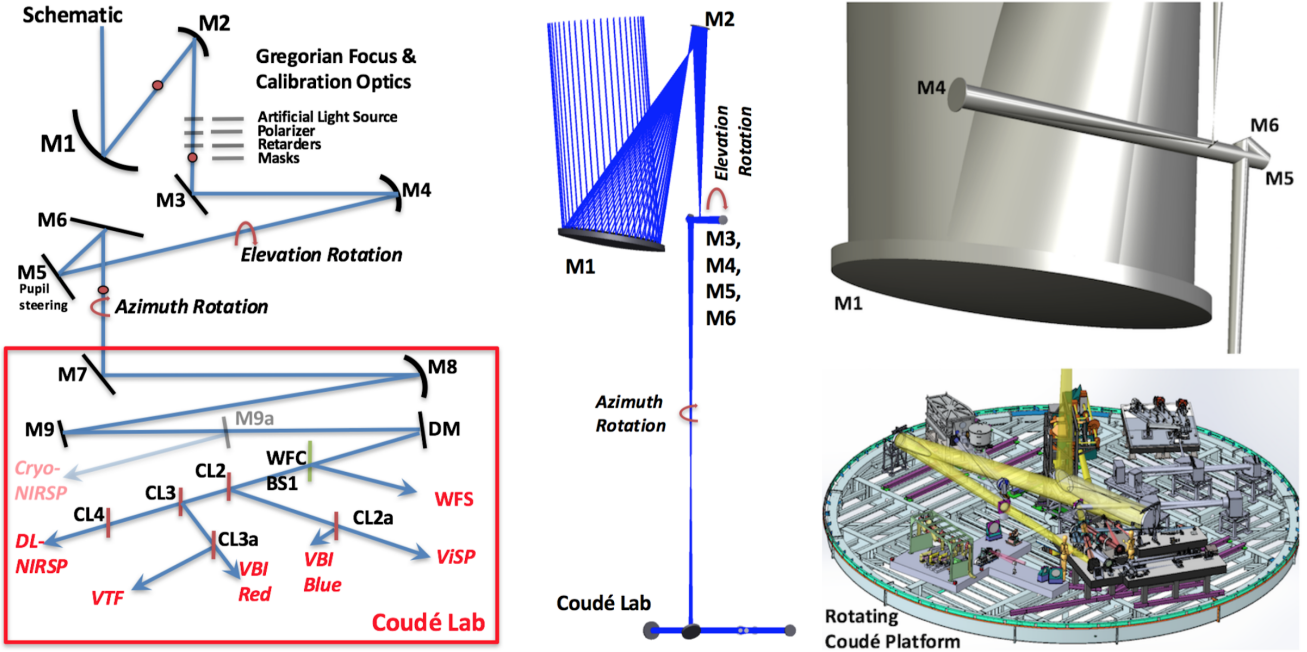 Schematic
M2
Gregorian Focus &
Calibration Optics
Artificial Light Source
Polarizer
Retarders
Masks
M1
M3
M4
M6
Elevation Rotation
M5
Pupil
steering
Azimuth Rotation
M7
M8
M9
M9a
DM
Cryo-
NIRSP
WFC
BS1
WFS
CL2
CL3
CL4
CL2a
DL-
NIRSP
CL3a
VBI
Blue
ViSP
VTF
VBI
Red
Coudé Lab
M2
Elevation
Rotation
M1
M3,
M4,
M5,
M6
Azimuth
Rotation
Coudé Lab
M4
M6
M5
M1
Rotating
Coudé Platform